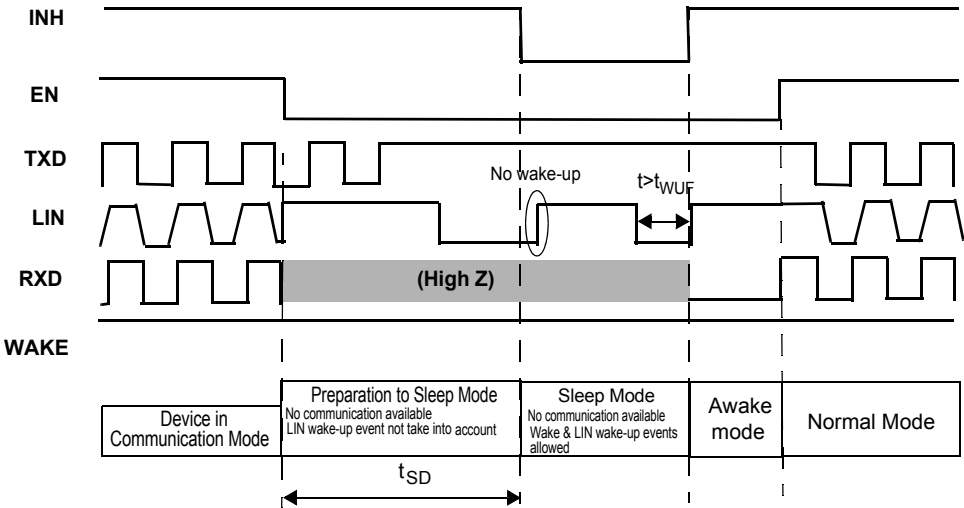 INH
EN
TXD
No wake-up
t>tWUF
LIN
RXD
(High Z)
WAKE
Device in
Communication Mode
Preparation to Sleep Mode
No communication available
LIN wake-up event not take into account
Sleep Mode
No communication available
Wake & LIN wake-up events
allowed
Awake
mode
Normal Mode
tSD